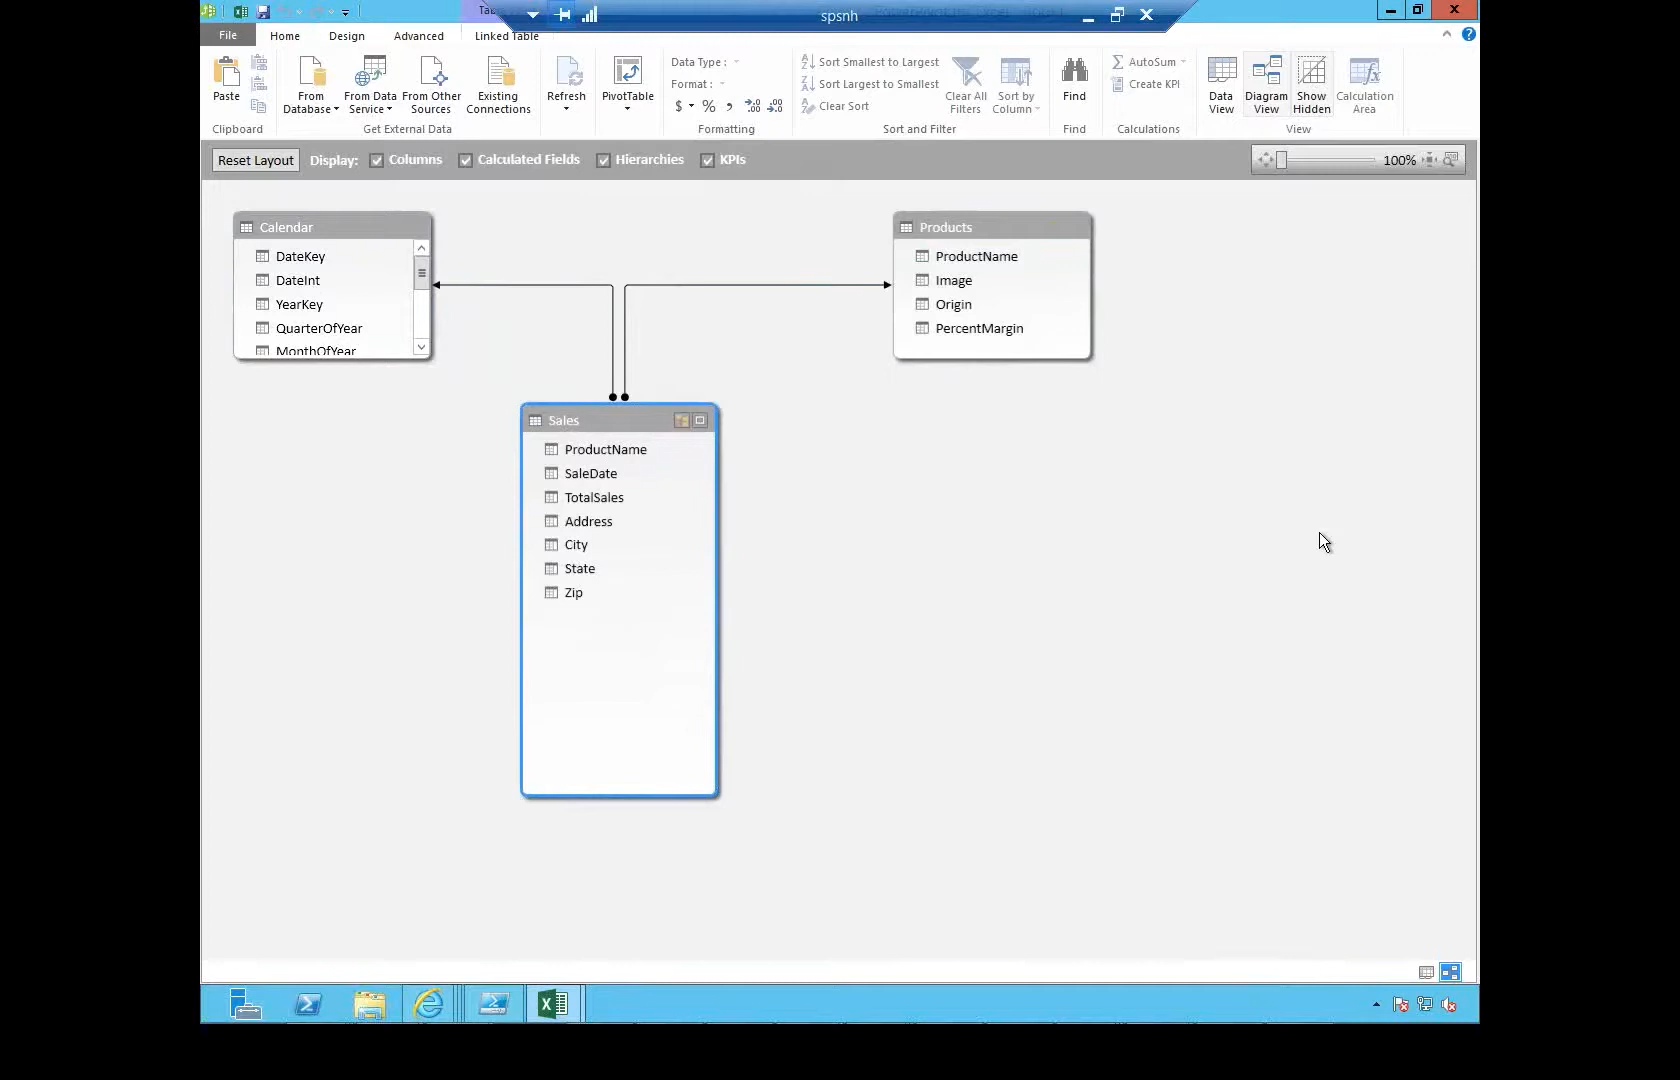 spsnh
File Home Design Advanced Linked Table
Paste
From Database
From Data Service
From Other Sources
Existing Connections
Refresh
PivotTable
Data Type :
Format :
$ % ,
Sort Smallest to Largest
Sort Largest to Smallest
Clear Sort
Clear All Filters
Sort by Column
Find
AutoSum
Create KPI
Data View
Diagram View
Show Hidden
Calculation Area
Clipboard Get External Data Formatting Sort and Filter Find Calculations View
Reset Layout Display: Columns Calculated Fields Hierarchies KPIs 100%
Calendar
DateKey
DateInt
YearKey
QuarterOfYear
MonthOfYear
Products
ProductName
Image
Origin
PercentMargin
Sales
ProductName
SaleDate
TotalSales
Address
City
State
Zip